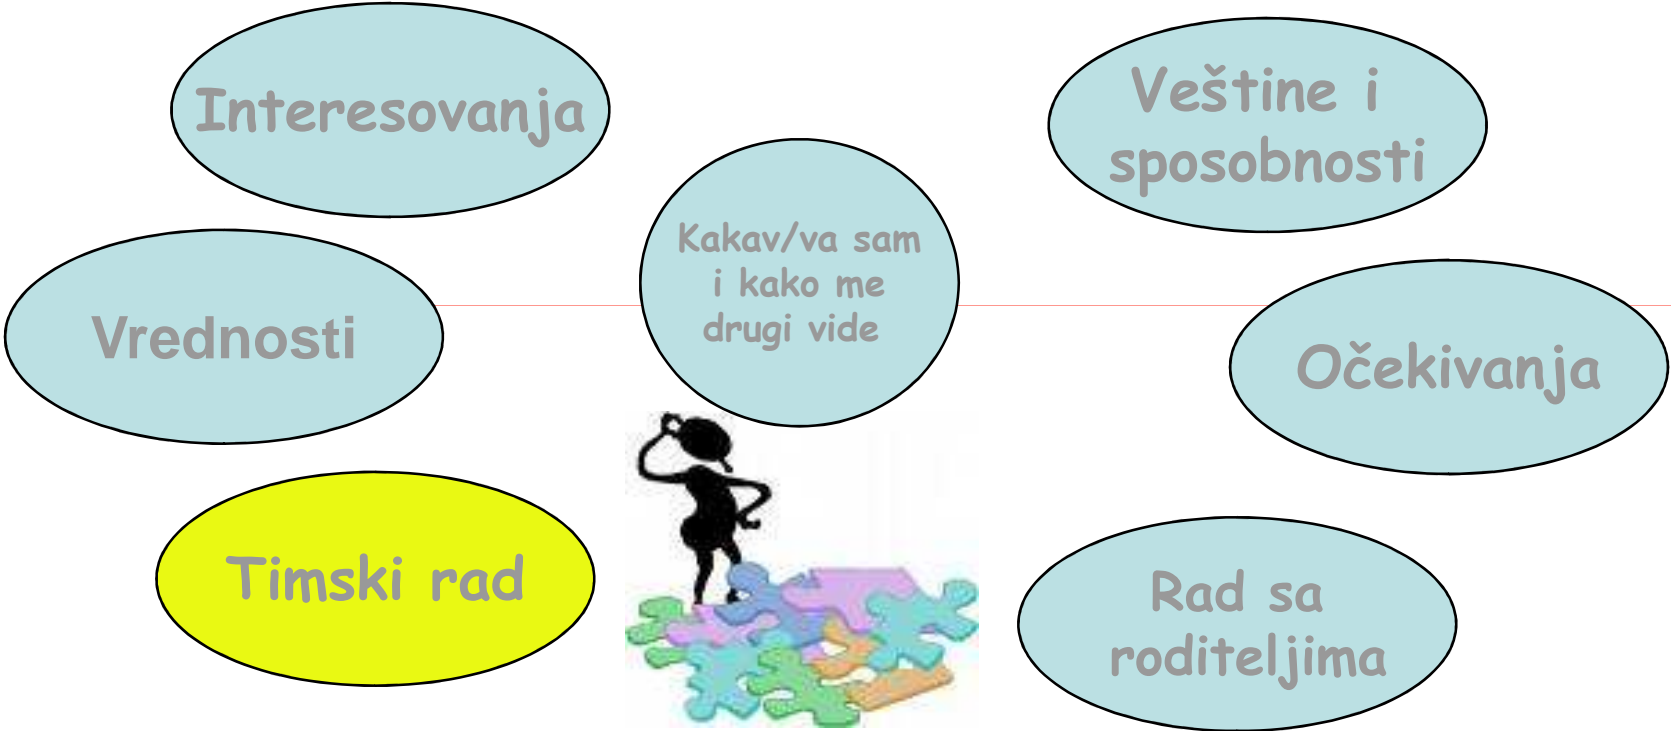 Interesovanja
Veštine i
sposobnosti
Kakav/va sam
i kako me
drugi vide
Vrednosti
Očekivanja
Timski rad
Rad sa
roditeljima